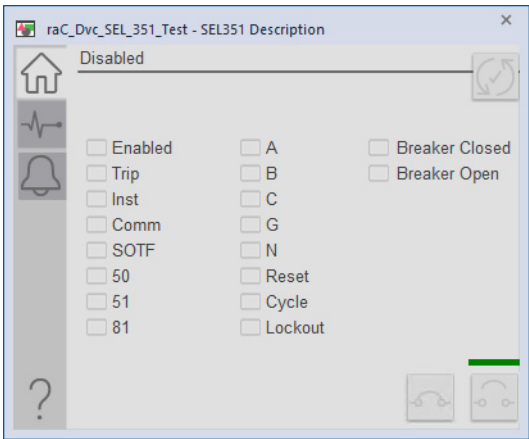 raC_Dvc_SEL_351_Test - SEL351 Description
Disabled
Enabled
Trip
Inst
Comm
SOTF
50
51
81
A
B
C
G
N
Reset
Cycle
Lockout
Breaker Closed
Breaker Open
?